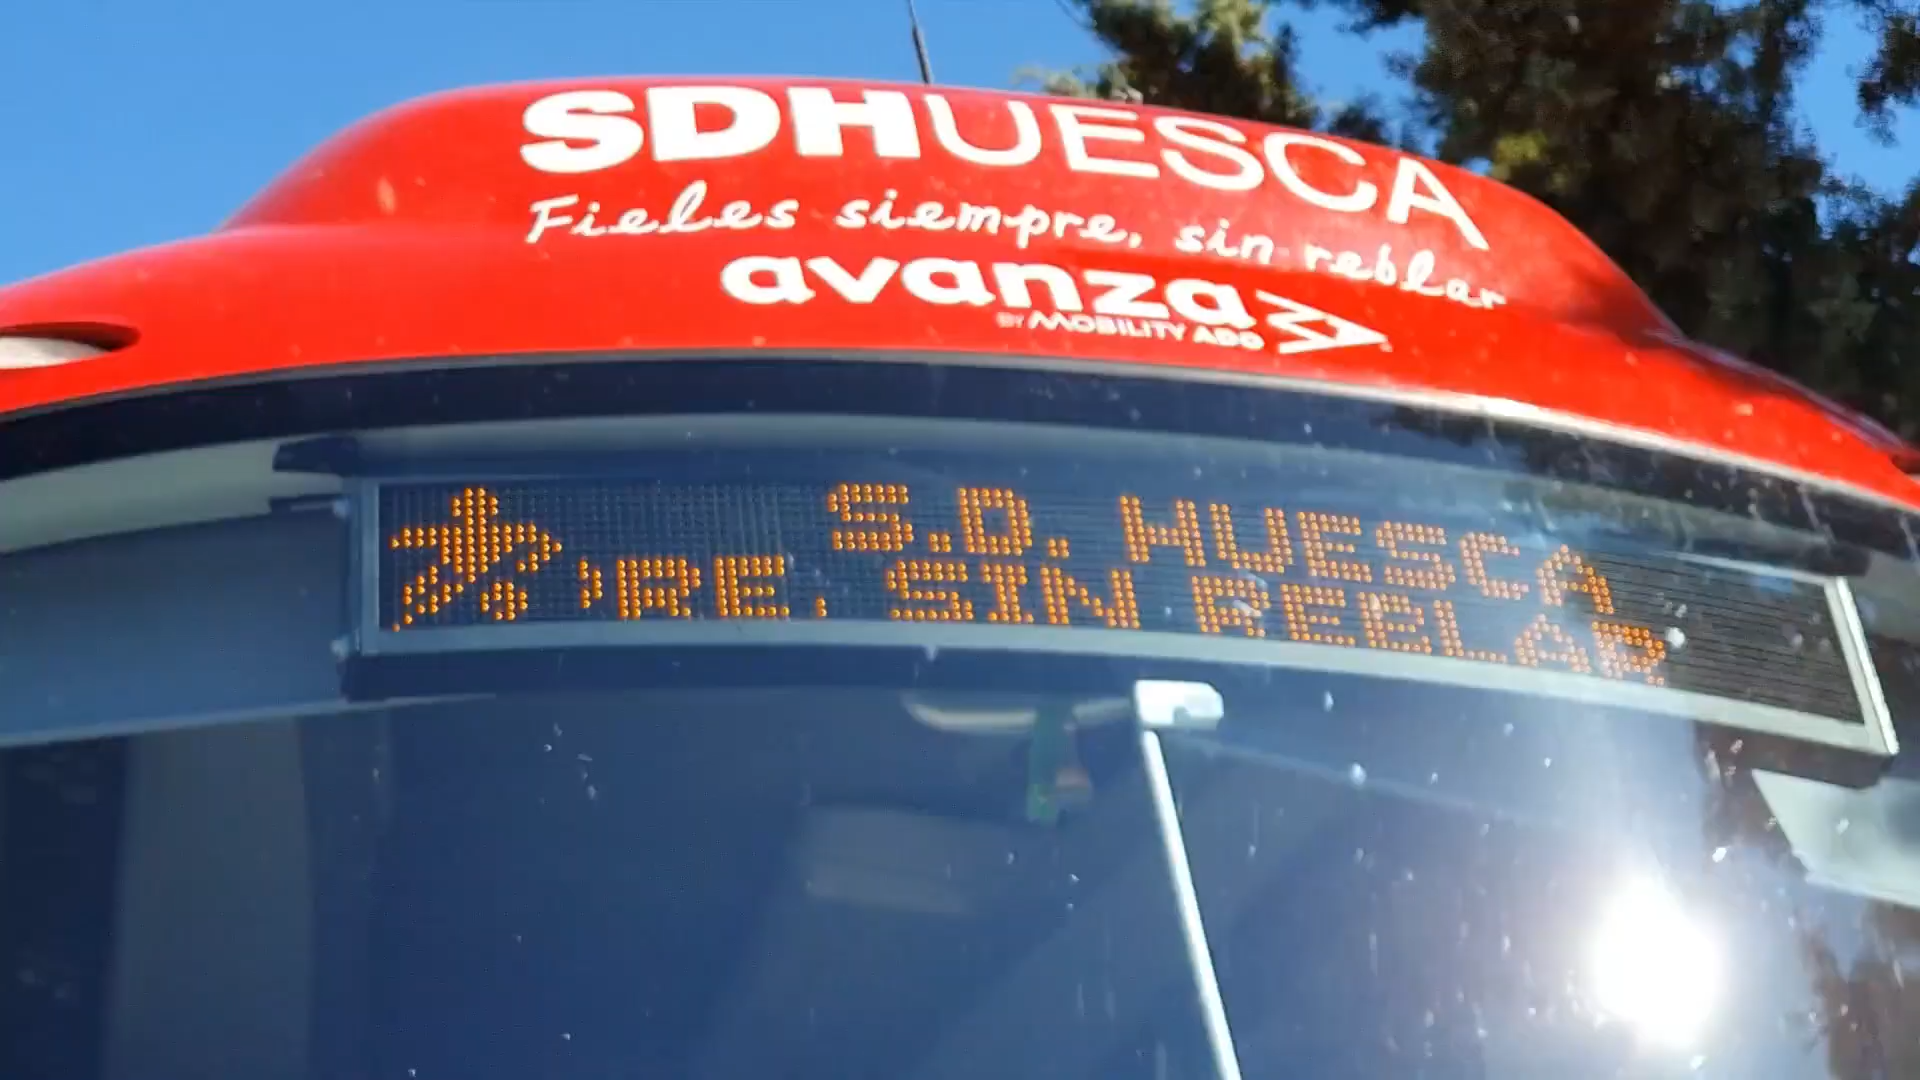 SDHUESCA
Fieles siempre, sin reblar
avanza
BY MOBILITY ADO
S.D. HUESCA
RE, SIN REBLAR